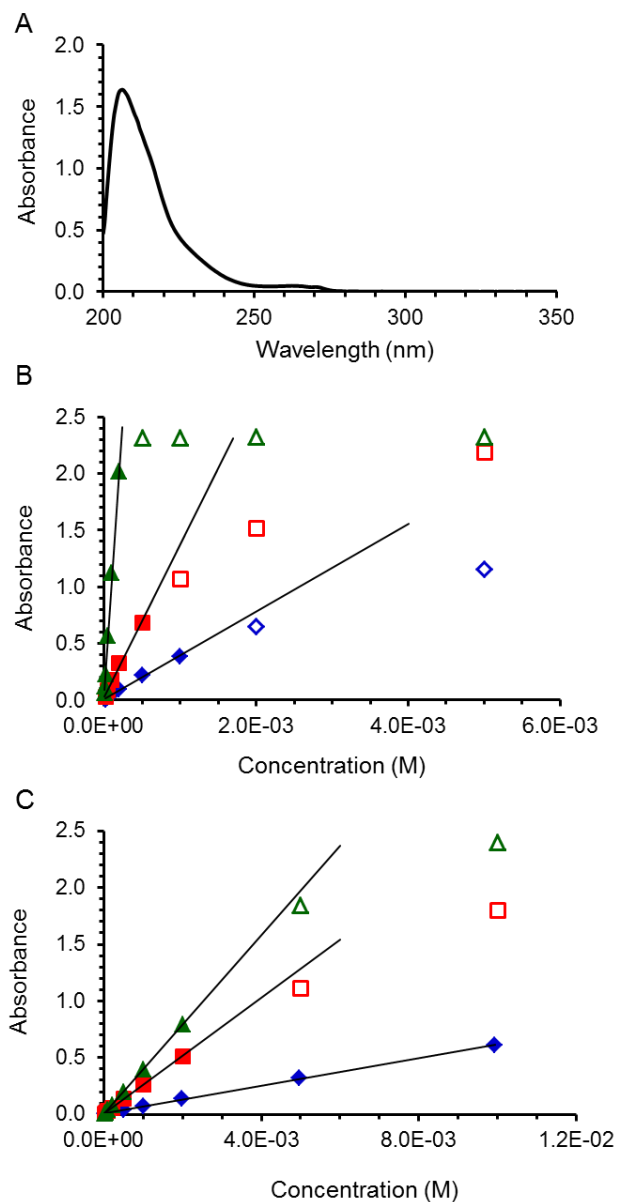 A
2.0
1.5
1.0
0.5
0.0
Absorbance
200 250 300 350
Wavelength (nm)
B
2.5
2.0
1.5
1.0
0.5
0.0
Absorbance
0.0E+00 2.0E-03 4.0E-03 6.0E-03
Concentration (M)
C
2.5
2.0
1.5
1.0
0.5
0.0
Absorbance
0.0E+00 4.0E-03 8.0E-03 1.2E-02
Concentration (M)